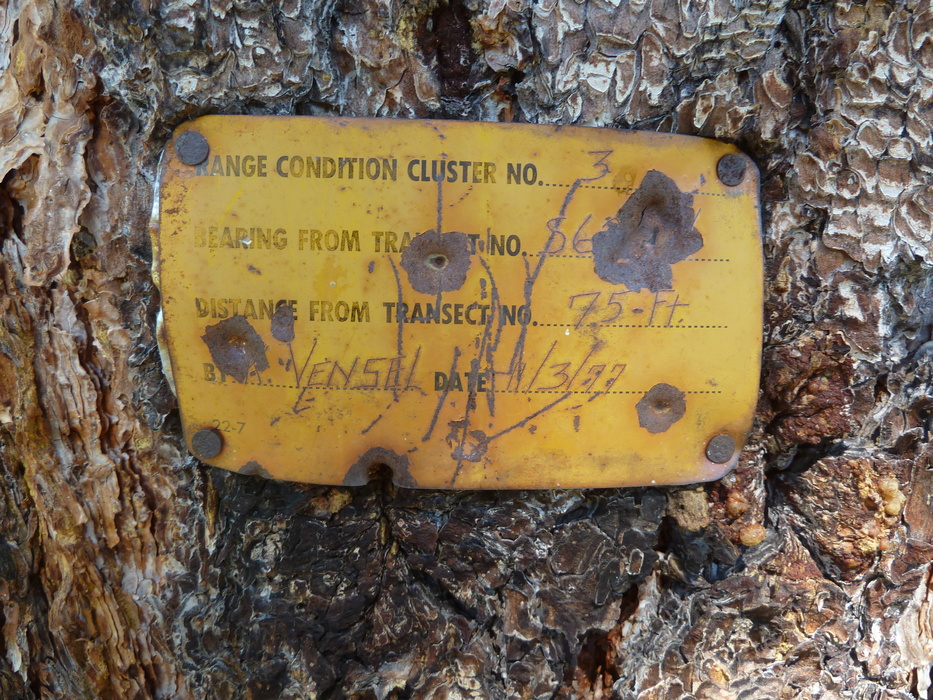 RANGE CONDITION CLUSTER NO. 3
BEARING FROM TRANSECT NO. S6
DISTANCE FROM TRANSECT NO. 75-Ft.
BY VENSEL DATE 11/3/77
22-7